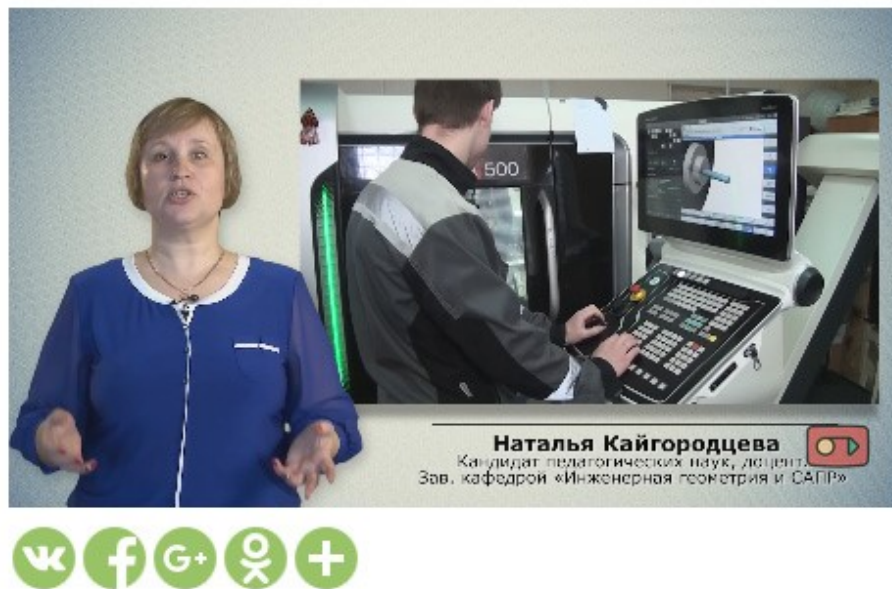 500
Наталья Кайгородцева
Кандидат педагогических наук, доцент.
Зав. кафедрой «Инженерная геометрия и САПР»
G+